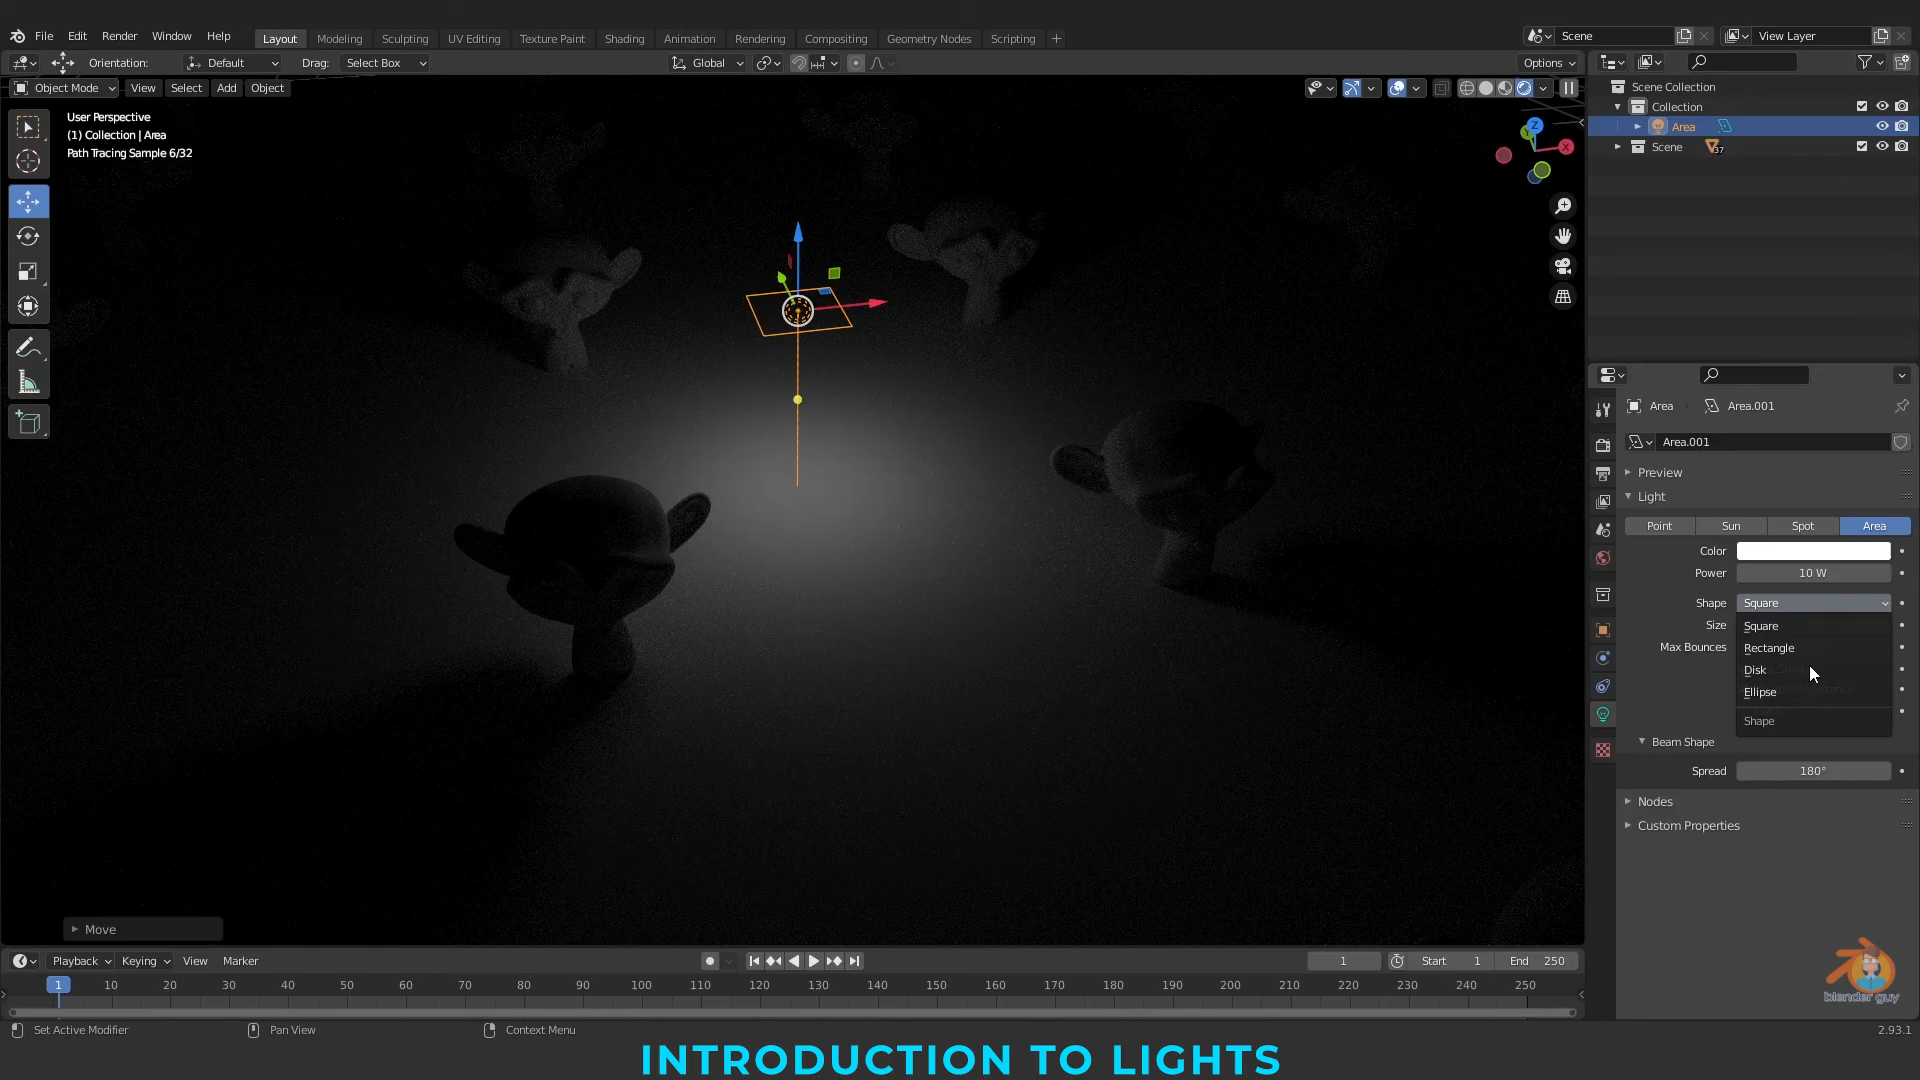 File Edit Render Window Help Layout Modeling Sculpting UV Editing Texture Paint Shading Animation Rendering Compositing Geometry Nodes Scripting + Scene View Layer
Orientation: Default Drag: Select Box Global Options
Object Mode View Select Add Object
User Perspective
(1) Collection | Area
Path Tracing Sample 6/32
Z
Y
X
Scene Collection
Collection
Area
Scene 37
Area Area.001
Area.001
Preview
Light
Point Sun Spot Area
Color
Power 10 W
Shape Square
Size Square
Max Bounces Rectangle
Disk
Ellipse
Shape
Beam Shape
Spread 180°
Nodes
Custom Properties
Move
Playback Keying View Marker 1 Start 1 End 250
1 10 20 30 40 50 60 70 80 90 100 110 120 130 140 150 160 170 180 190 200 210 220 230 240 250
Set Active Modifier Pan View Context Menu 2.93.1
blender guy
INTRODUCTION TO LIGHTS